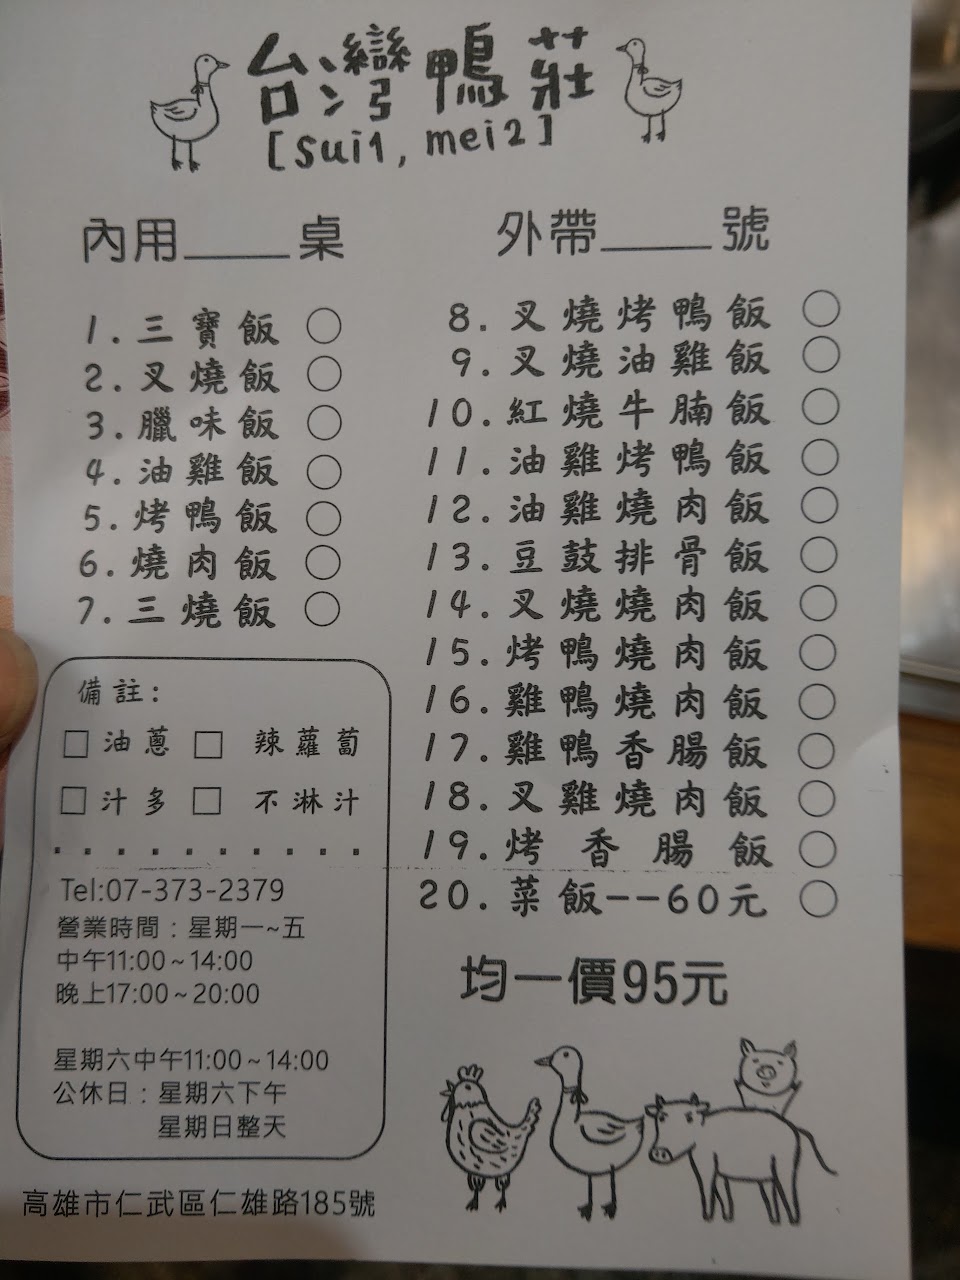 台灣鴨莊
[sui1, mei2]
內用____桌
外帶____號
1.三寶飯
2.叉燒飯
3.臘味飯
4.油雞飯
5.烤鴨飯
6.燒肉飯
7.三燒飯
8.叉燒烤鴨飯
9.叉燒油雞飯
10.紅燒牛腩飯
11.油雞烤鴨飯
12.油雞燒肉飯
13.豆鼓排骨飯
14.叉燒燒肉飯
15.烤鴨燒肉飯
16.雞鴨燒肉飯
17.雞鴨香腸飯
18.叉雞燒肉飯
19.烤香腸飯
20.菜飯--60元
均一價95元
備註:
□油蔥 □ 辣蘿蔔
□汁多 □ 不淋汁
Tel:07-373-2379
營業時間：星期一~五
中午11:00~14:00
晚上17:00~20:00
星期六中午11:00~14:00
公休日：星期六下午
星期日整天
高雄市仁武區仁雄路185號